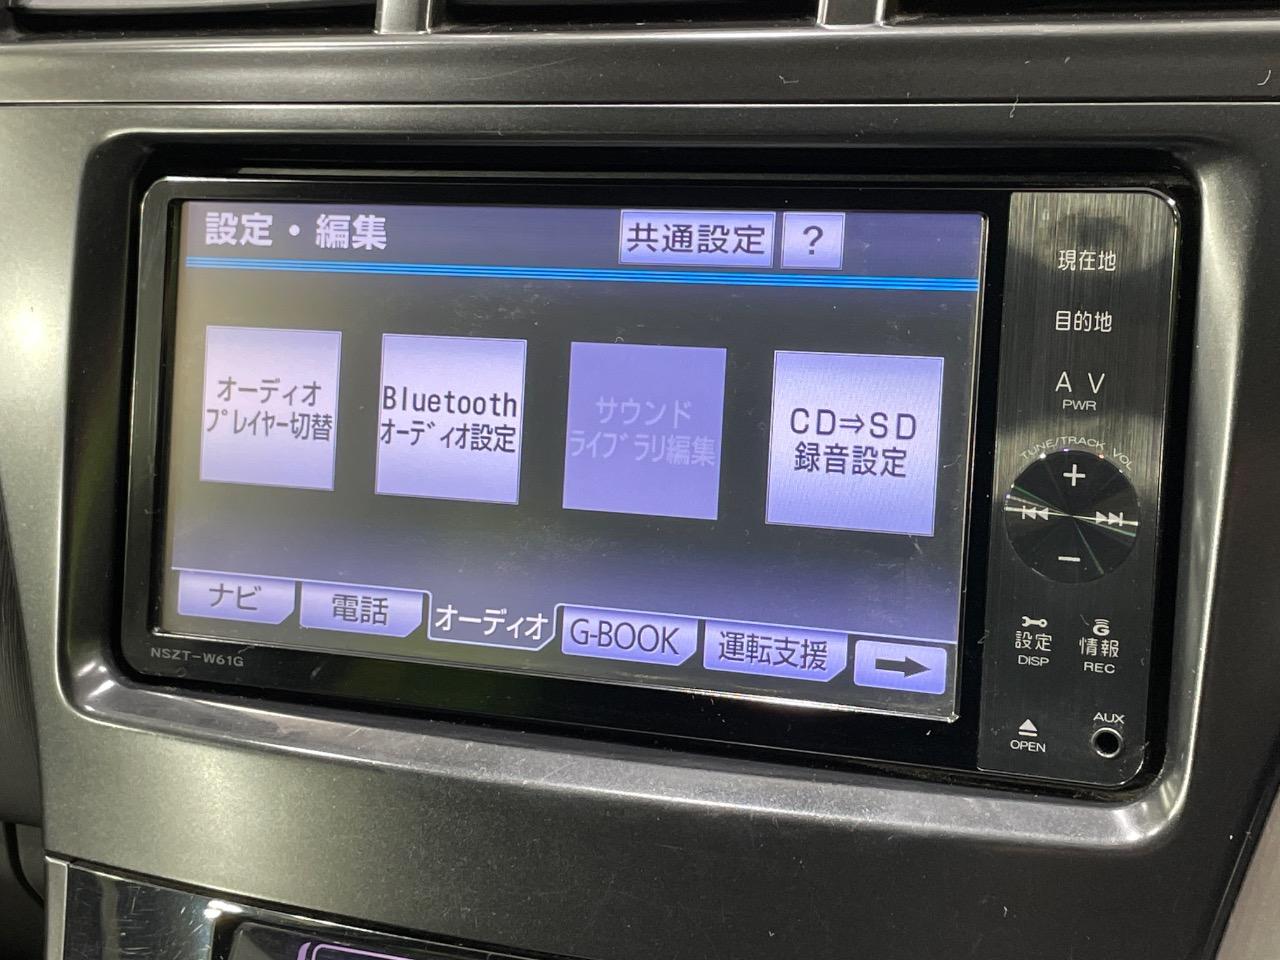 設定・編集
共通設定
?
オーディオ
プレイヤー切替
Bluetooth
オーディオ設定
サウンド
ライブラリ編集
CD⇒SD
録音設定
ナビ
電話
オーディオ
G-BOOK
運転支援
NSZT-W61G
現在地
目的地
AV
PWR
TUNE/TRACK VOL
+
−
設定
DISP
G
情報
REC
OPEN
AUX